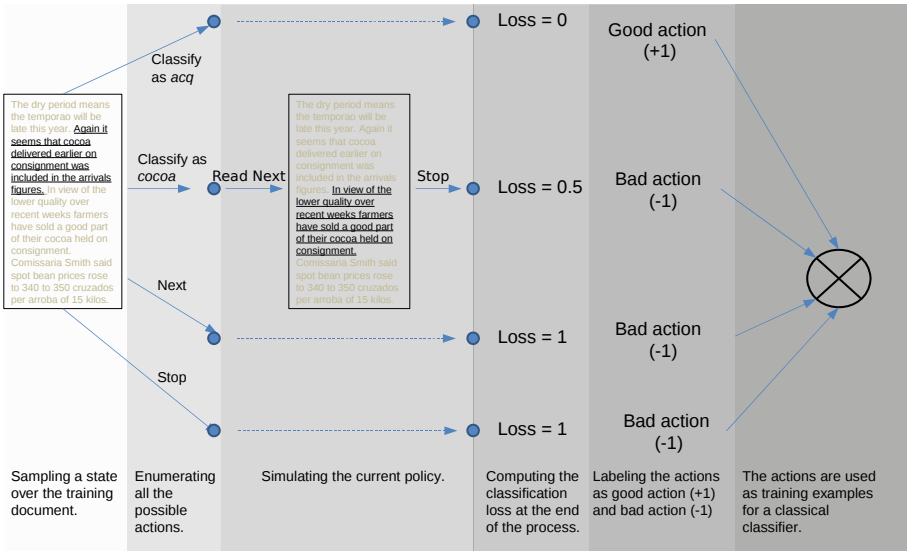 Classify
as acq
Loss = 0
Good action
(+1)
The dry period means
the temporao will be
late this year. Again it
seems that cocoa
delivered earlier on
consignment was
included in the arrivals
figures. In view of the
lower quality over
recent weeks farmers
have sold a good part
of their cocoa held on
consignment.
Comissaria Smith said
spot bean prices rose
to 340 to 350 cruzados
per arroba of 15 kilos.
Classify as
cocoa
Read Next
The dry period means
the temporao will be
late this year. Again it
seems that cocoa
delivered earlier on
consignment was
included in the arrivals
figures. In view of the
lower quality over
recent weeks farmers
have sold a good part
of their cocoa held on
consignment.
Comissaria Smith said
spot bean prices rose
to 340 to 350 cruzados
per arroba of 15 kilos.
Stop
Loss = 0.5
Bad action
(-1)
Next
Loss = 1
Bad action
(-1)
Stop
Loss = 1
Bad action
(-1)
Sampling a state
over the training
document.
Enumerating
all the
possible
actions.
Simulating the current policy.
Computing the
classification
loss at the end
of the process.
Labeling the actions
as good action (+1)
and bad action (-1)
The actions are used
as training examples
for a classical
classifier.